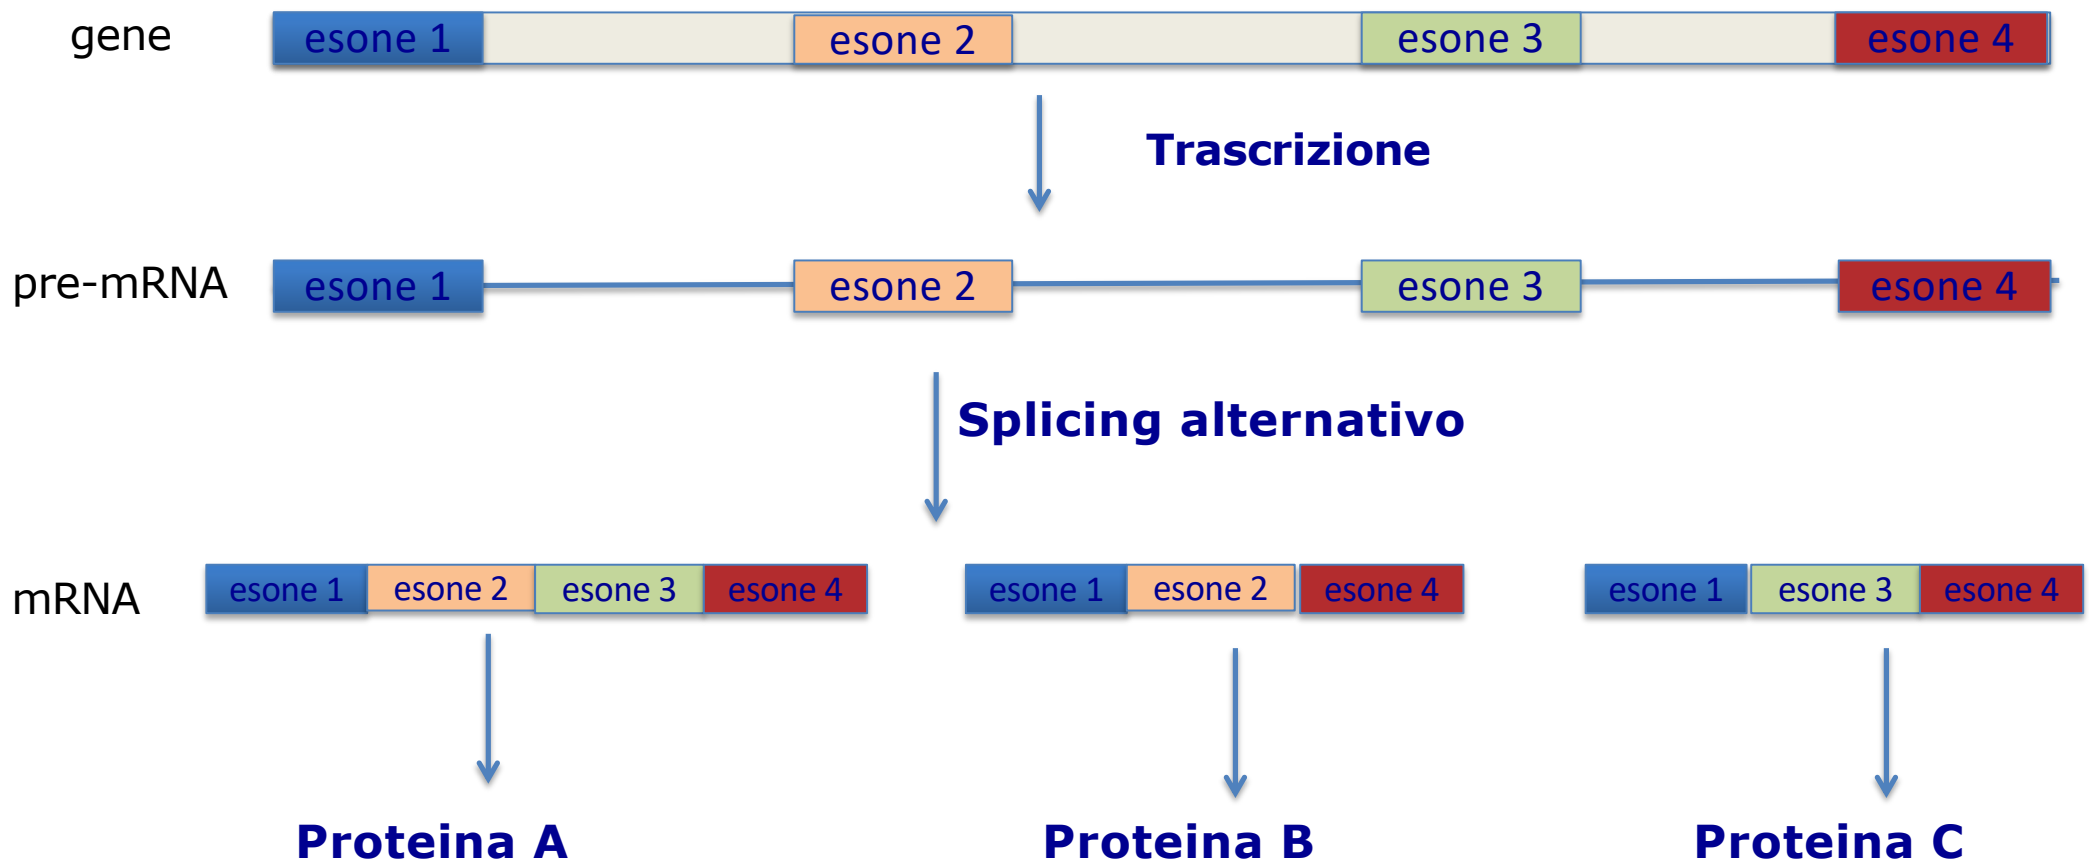 gene esone 1 esone 2 esone 3 esone 4
Trascrizione
pre-mRNA esone 1 esone 2 esone 3 esone 4
Splicing alternativo
mRNA esone 1 esone 2 esone 3 esone 4 esone 1 esone 2 esone 4 esone 1 esone 3 esone 4
Proteina A Proteina B Proteina C